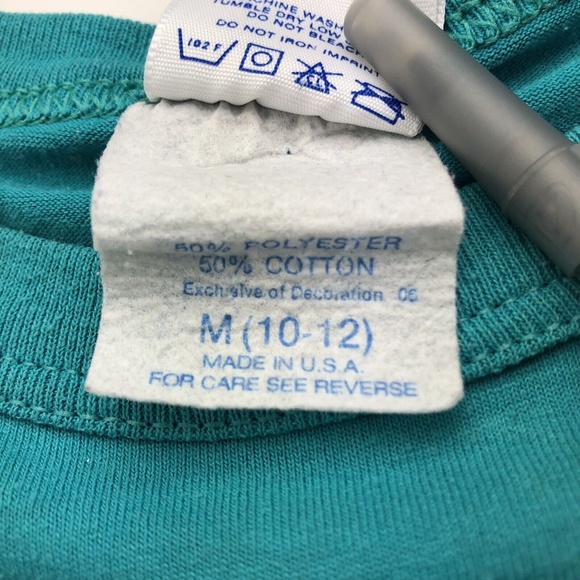 MACHINE WASH
TUMBLE DRY LOW
DO NOT BLEACH
DO NOT IRON IMPRINT
102 F
50% POLYESTER
50% COTTON
Exclusive of Decoration 06
M (10-12)
MADE IN U.S.A.
FOR CARE SEE REVERSE